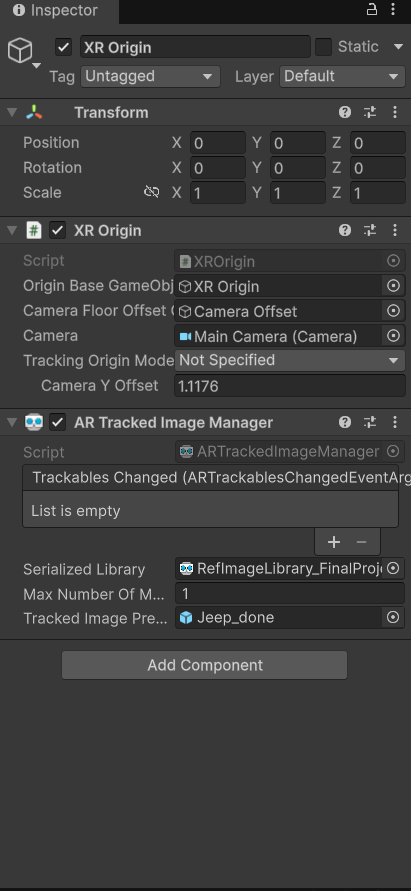 Inspector
XR Origin
Static
Tag Untagged Layer Default
Transform
Position X 0 Y 0 Z 0
Rotation X 0 Y 0 Z 0
Scale X 1 Y 1 Z 1
# XR Origin
Script # XROrigin
Origin Base GameObj XR Origin
Camera Floor Offset Camera Offset
Camera Main Camera (Camera)
Tracking Origin Mode Not Specified
Camera Y Offset 1.1176
AR Tracked Image Manager
Script ARTrackedImageManager
Trackables Changed (ARTrackablesChangedEventArg
List is empty
+ −
Serialized Library RefImageLibrary_FinalProj
Max Number Of M... 1
Tracked Image Pre... Jeep_done
Add Component